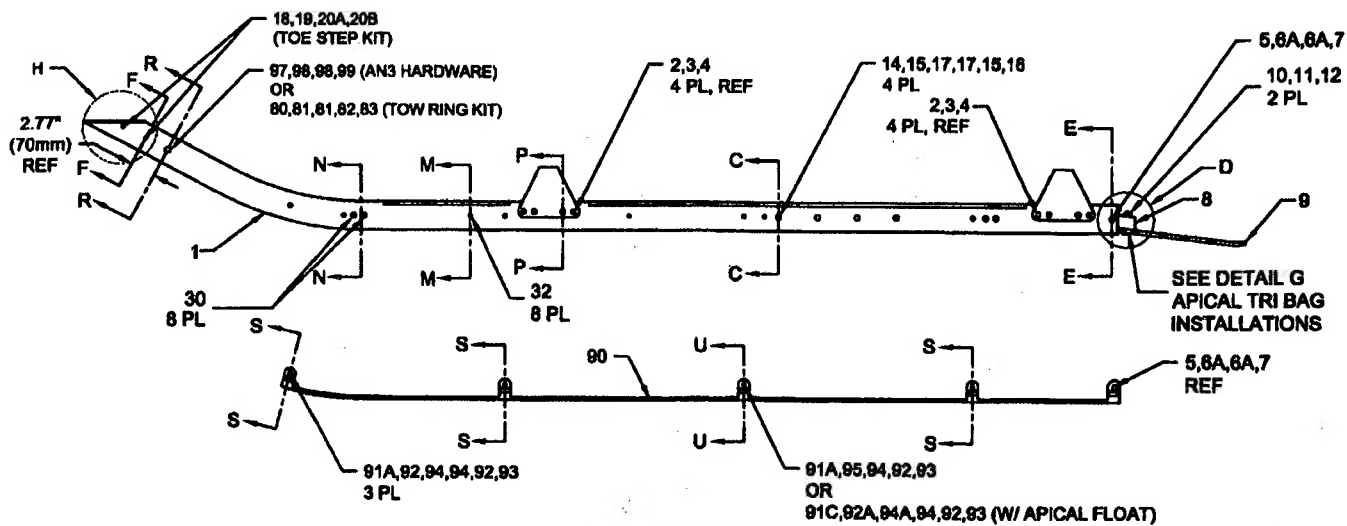 18,19,20A,20B
(TOE STEP KIT)
H
F
R
97,98,98,99 (AN3 HARDWARE)
OR
80,81,81,82,83 (TOW RING KIT)
2.77"
(70mm)
REF
F
R
1
2,3,4
4 PL, REF
14,15,17,17,15,16
4 PL
2,3,4
4 PL, REF
5,6A,6A,7
10,11,12
2 PL
D
8
9
N
M
P
C
E
N
M
P
C
E
30
8 PL
32
8 PL
SEE DETAIL G
APICAL TRI BAG
INSTALLATIONS
S
S
90
U
S
5,6A,6A,7
REF
S
S
U
S
91A,92,94,94,92,93
3 PL
91A,95,94,92,93
OR
91C,92A,94A,94,92,93 (W/ APICAL FLOAT)